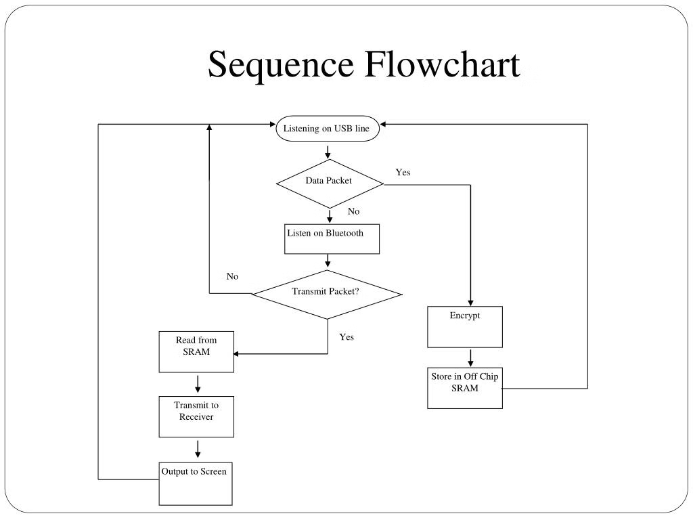 Sequence Flowchart
Listening on USB line
Data Packet
Yes
No
Listen on Bluetooth
No
Transmit Packet?
Yes
Encrypt
Read from
SRAM
Store in Off Chip
SRAM
Transmit to
Receiver
Output to Screen